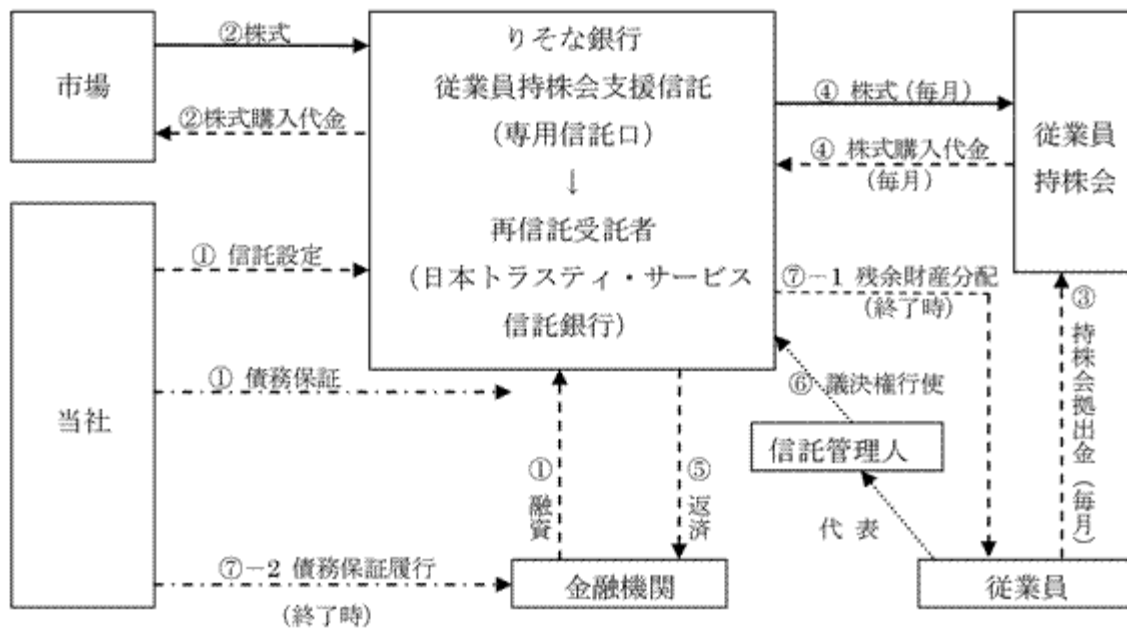 市場
②株式
②株式購入代金
りそな銀行
従業員持株会支援信託
(専用信託口)
↓
再信託受託者
(日本トラスティ・サービス
信託銀行)
④ 株式 (毎月)
④ 株式購入代金
(毎月)
従業員
持株会
当社
① 信託設定
① 債務保証
⑦－2 債務保証履行
(終了時)
① 融資
⑤ 返済
金融機関
⑦－1 残余財産分配
(終了時)
⑥ 議決権行使
信託管理人
代 表
③ 持株会拠出金 (毎月)
従業員